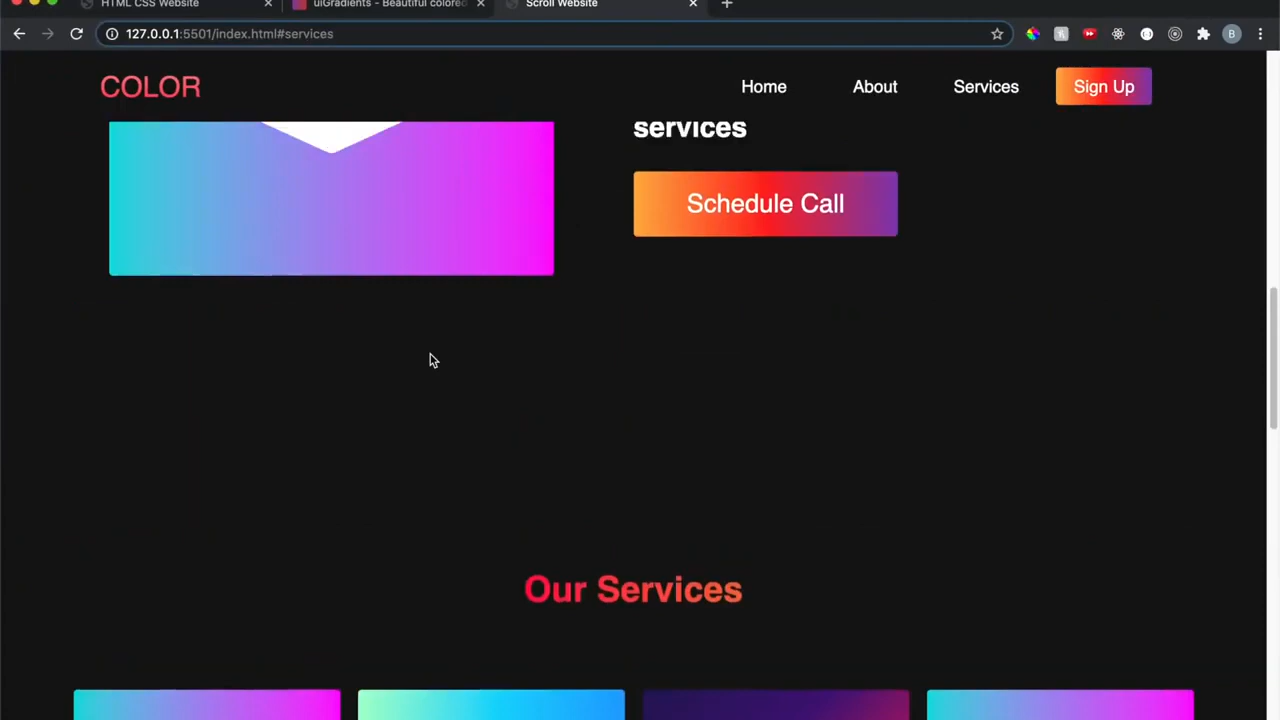 HTML CSS Website
uiGradients - Beautiful colored
Scroll Website
127.0.0.1:5501/index.html#services
B
COLOR
Home
About
Services
Sign Up
services
Schedule Call
Our Services